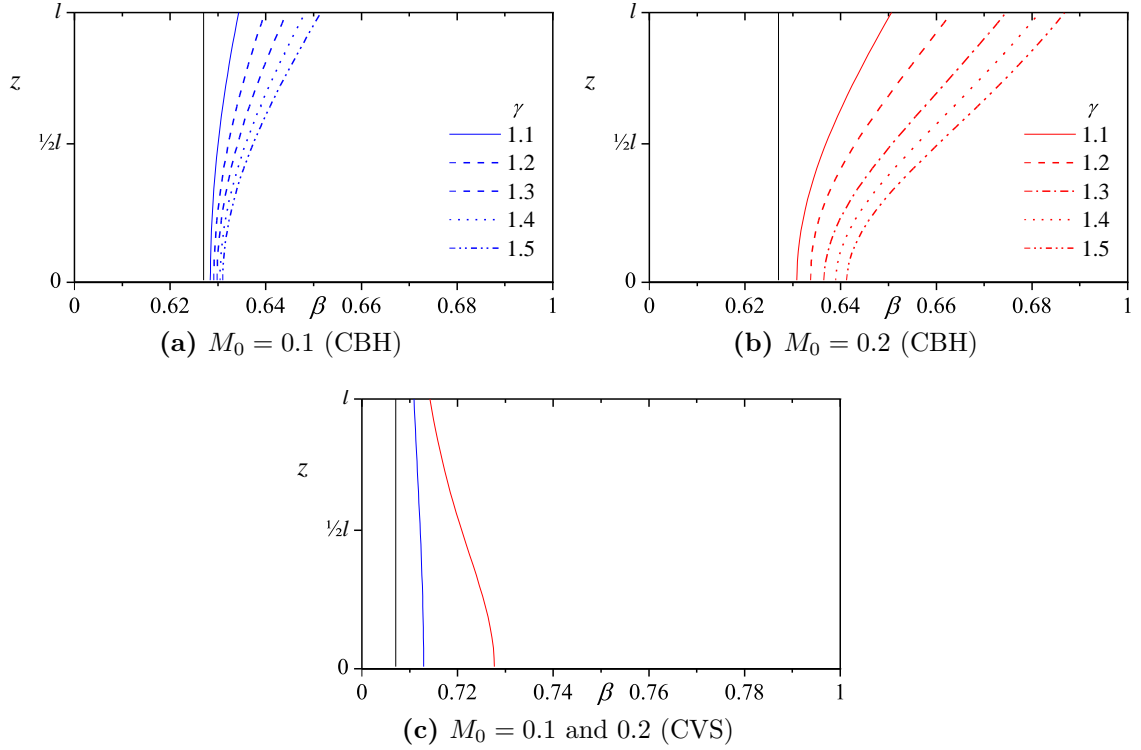 l
z
½l
0
γ
1.1
1.2
1.3
1.4
1.5
0 0.62 0.64 0.66 0.68 1
β
(a) M₀ = 0.1 (CBH)
l
z
½l
0
γ
1.1
1.2
1.3
1.4
1.5
0 0.62 0.64 0.66 0.68 1
β
(b) M₀ = 0.2 (CBH)
l
z
½l
0
0 0.72 0.74 0.76 0.78 1
β
(c) M₀ = 0.1 and 0.2 (CVS)